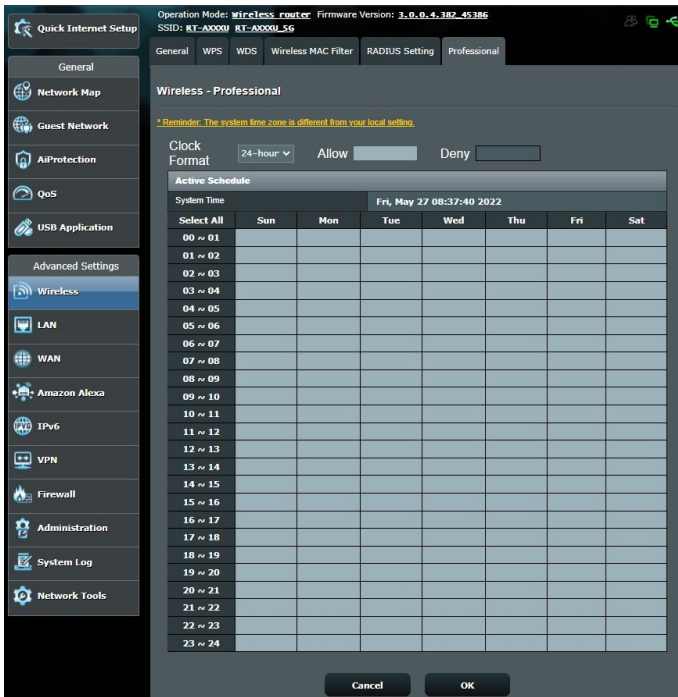 Quick Internet Setup
General
Network Map
Guest Network
AiProtection
QoS
USB Application
Advanced Settings
Wireless
LAN
WAN
Amazon Alexa
IPv6
VPN
Firewall
Administration
System Log
Network Tools
Operation Mode: Wireless router Firmware Version: 3.0.0.4.382_45386
SSID: RT-AXXXU RT-AXXXU_5G
General WPS WDS Wireless MAC Filter RADIUS Setting Professional
Wireless - Professional
* Reminder: The system time zone is different from your local setting.
Clock Format 24-hour Allow Deny
Active Schedule
System Time Fri, May 27 08:37:40 2022
Select All Sun Mon Tue Wed Thu Fri Sat
00 ~ 01
01 ~ 02
02 ~ 03
03 ~ 04
04 ~ 05
05 ~ 06
06 ~ 07
07 ~ 08
08 ~ 09
09 ~ 10
10 ~ 11
11 ~ 12
12 ~ 13
13 ~ 14
14 ~ 15
15 ~ 16
16 ~ 17
17 ~ 18
18 ~ 19
19 ~ 20
20 ~ 21
21 ~ 22
22 ~ 23
23 ~ 24
Cancel OK